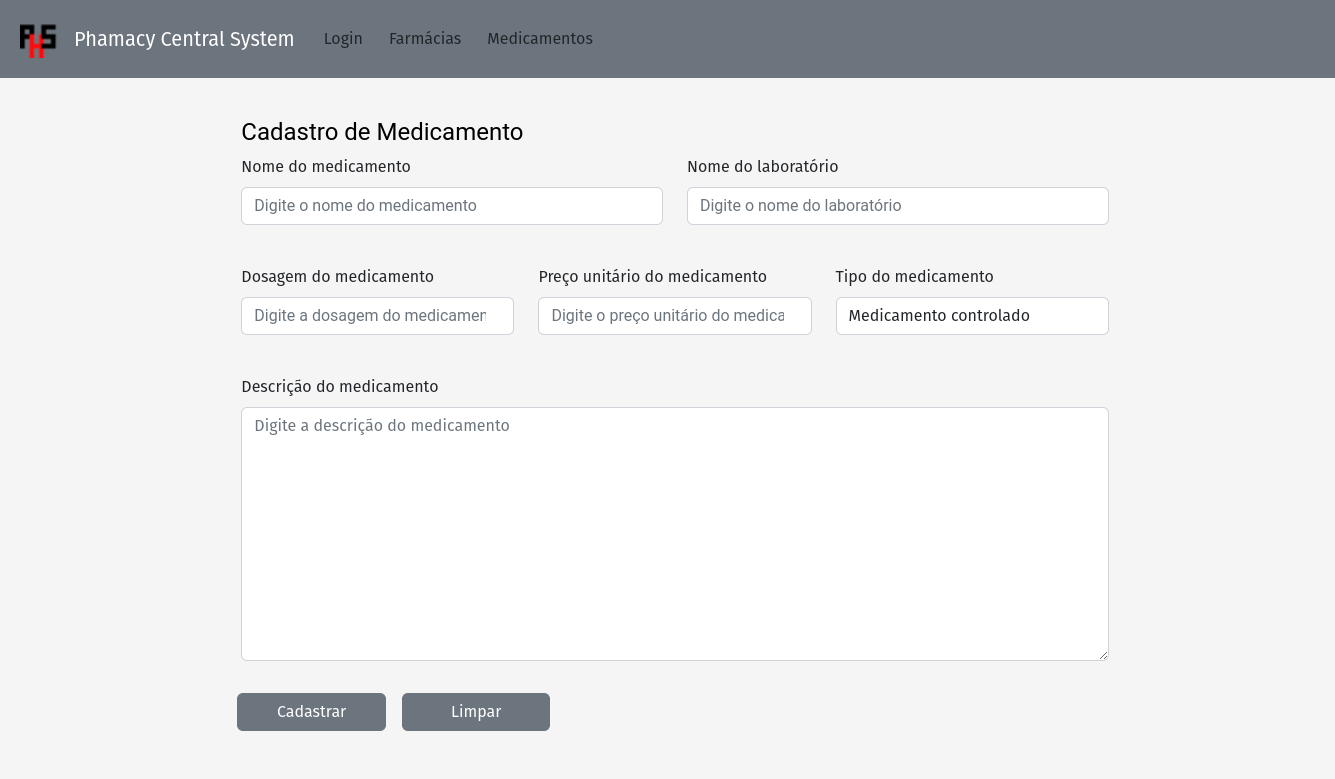 PHS Phamacy Central System Login Farmácias Medicamentos
Cadastro de Medicamento
Nome do medicamento Nome do laboratório
Digite o nome do medicamento Digite o nome do laboratório
Dosagem do medicamento Preço unitário do medicamento Tipo do medicamento
Digite a dosagem do medicamen Digite o preço unitário do medica Medicamento controlado
Descrição do medicamento
Digite a descrição do medicamento
Cadastrar Limpar